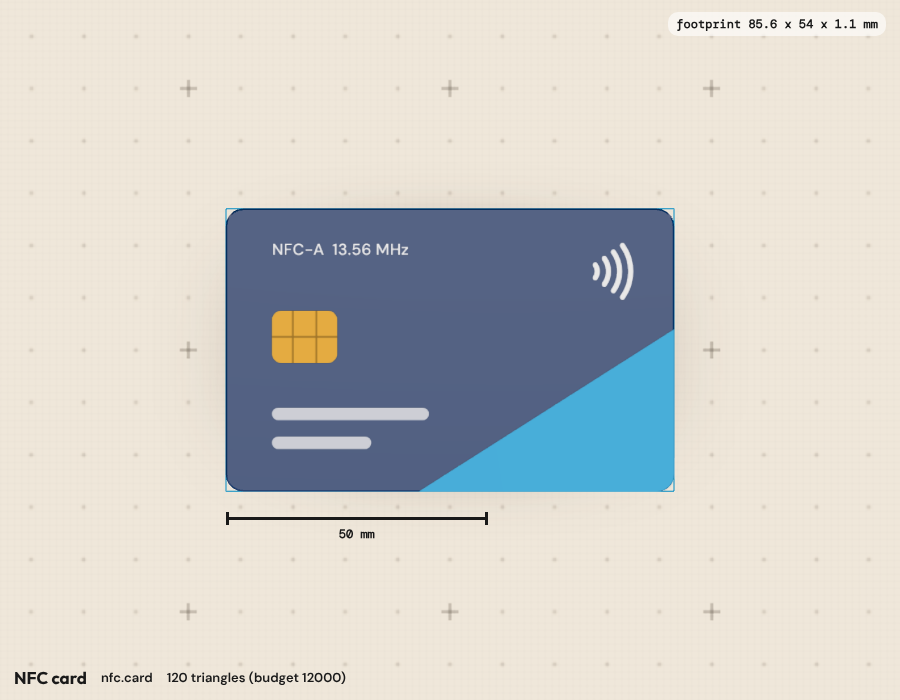 footprint 85.6 x 54 x 1.1 mm
NFC-A 13.56 MHz
50 mm
NFC card nfc.card 120 triangles (budget 12000)